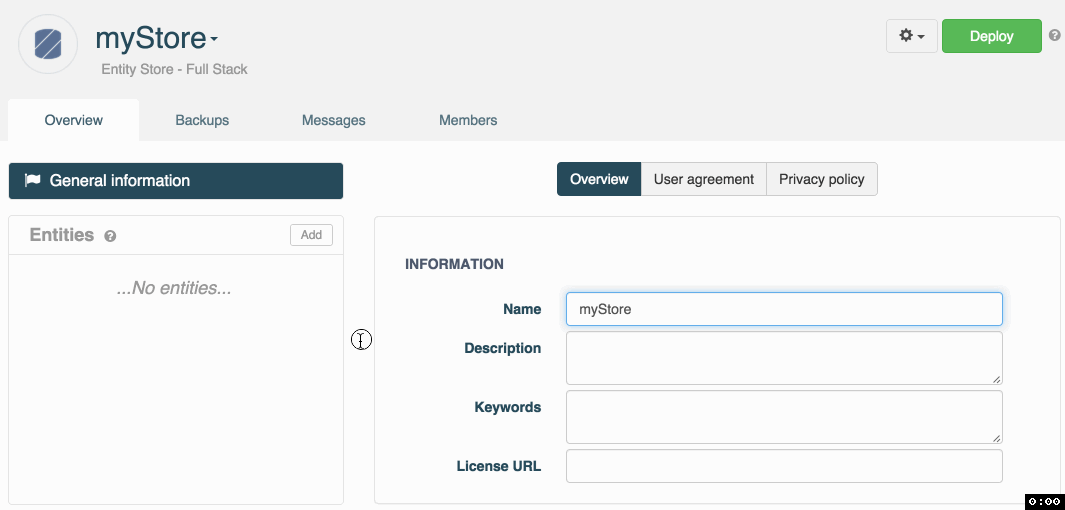 myStore
Deploy
Entity Store - Full Stack
Overview Backups Messages Members
General information
Overview User agreement Privacy policy
Entities Add
...No entities...
INFORMATION
Name myStore
Description
Keywords
License URL
0:00